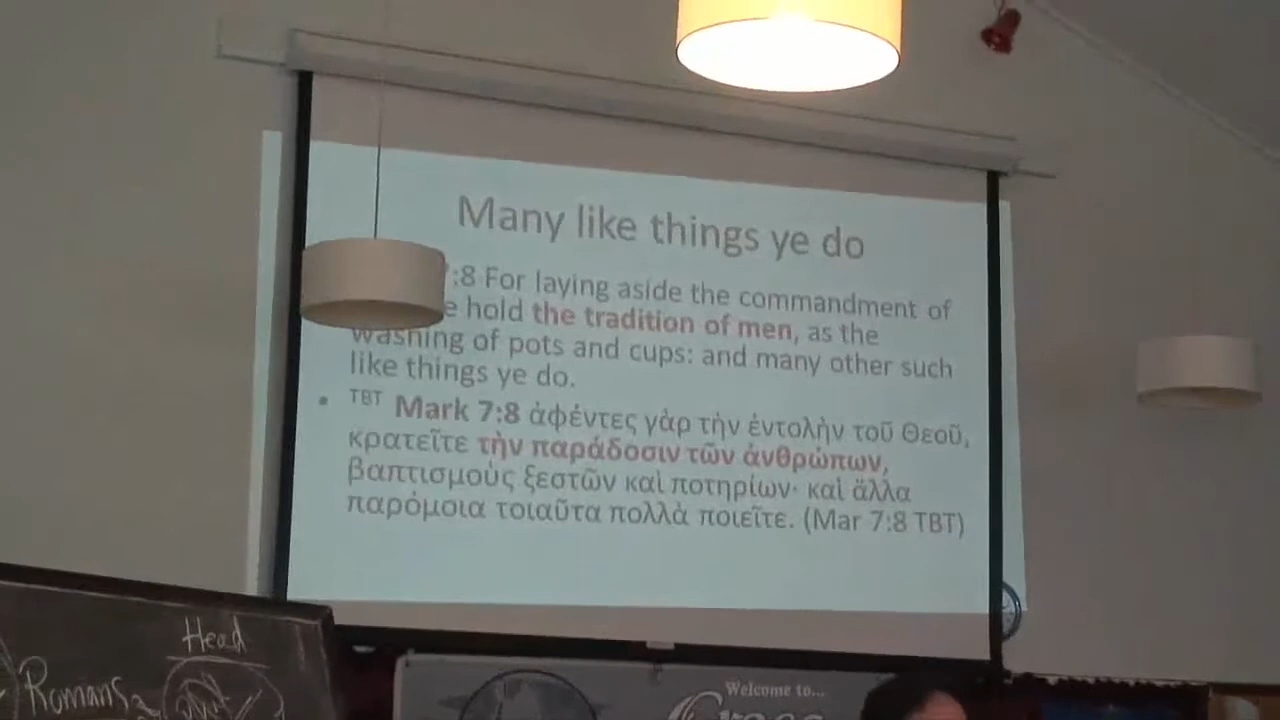 Many like things ye do
:8 For laying aside the commandment of
e hold the tradition of men, as the
washing of pots and cups: and many other such
like things ye do.
• TBT Mark 7:8 ἀφέντες γὰρ τὴν ἐντολὴν τοῦ Θεοῦ,
κρατεῖτε τὴν παράδοσιν τῶν ἀνθρώπων,
βαπτισμοὺς ξεστῶν καὶ ποτηρίων· καὶ ἄλλα
παρόμοια τοιαῦτα πολλὰ ποιεῖτε. (Mar 7:8 TBT)
Head
Romans
Welcome to...